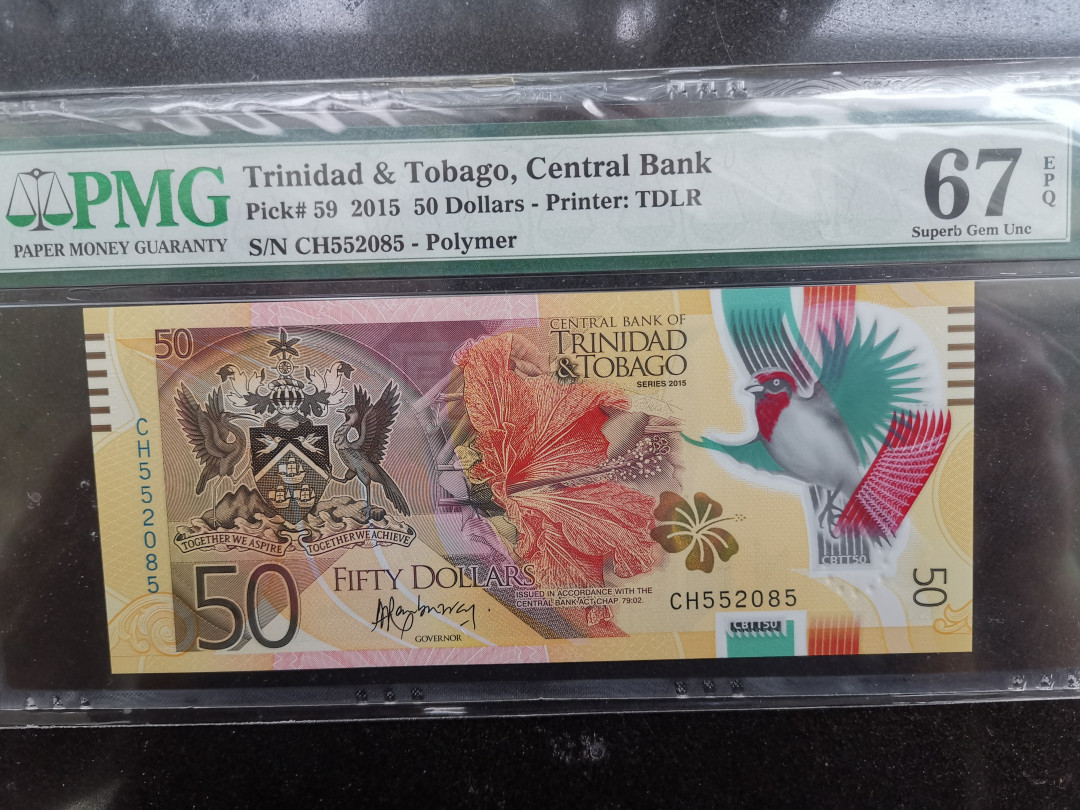 PMG
PAPER MONEY GUARANTY
Trinidad & Tobago, Central Bank
Pick# 59 2015 50 Dollars - Printer: TDLR
S/N CH552085 - Polymer
67
EPQ
Superb Gem Unc
50
CENTRAL BANK OF
TRINIDAD
& TOBAGO
SERIES 2015
CH552085
TOGETHER WE ASPIRE
TOGETHER WE ACHIEVE
50
FIFTY DOLLARS
ISSUED IN ACCORDANCE WITH THE
CENTRAL BANK ACT CHAP. 79:02.
GOVERNOR
CH552085
CBTT50
50
CBTT50